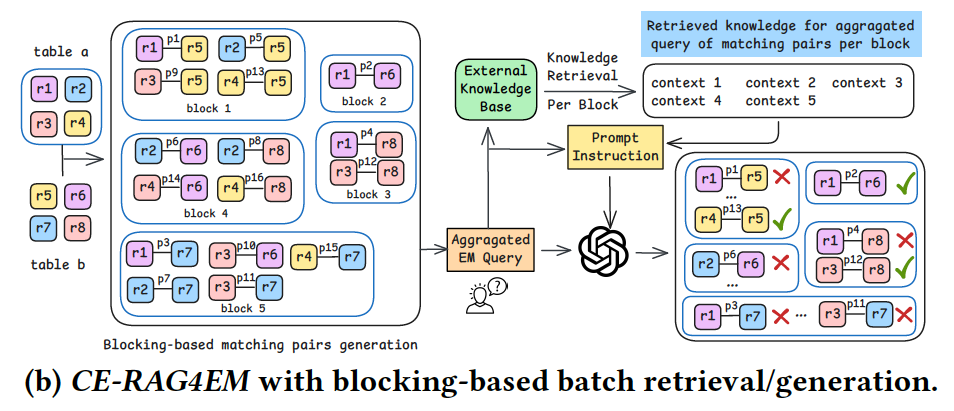 table a
r1 r2
r3 r4
r5 r6
r7 r8
table b
r1 p1 r5 r2 p5 r5
r3 p9 r5 r4 p13 r5
block 1
r1 p2 r6
block 2
r1 p4 r8
r3 p12 r8
block 3
r2 p6 r6 r2 p8 r8
r4 p14 r6 r4 p16 r8
block 4
r1 p3 r7 r3 p10 r6 r4 p15 r7
r2 p7 r7 r3 p11 r7
block 5
Blocking-based matching pairs generation
Aggragated
EM Query
?
External
Knowledge
Base
Knowledge
Retrieval
Per Block
Retrieved knowledge for aggragated
query of matching pairs per block
context 1 context 2 context 3
context 4 context 5
Prompt
Instruction
r1 p1 r5
...
r4 p13 r5
r1 p2 r6
r2 p6 r6
...
r1 p4 r8
r3 p12 r8
r1 p3 r7 ... r3 p11 r7
(b) CE-RAG4EM with blocking-based batch retrieval/generation.